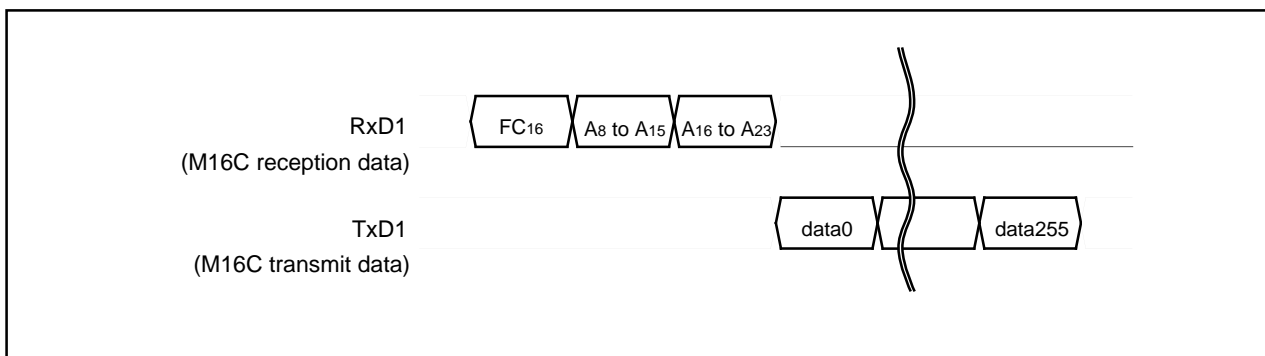 RxD1
(M16C reception data)
FC16
A8 to A15
A16 to A23
TxD1
(M16C transmit data)
data0
data255